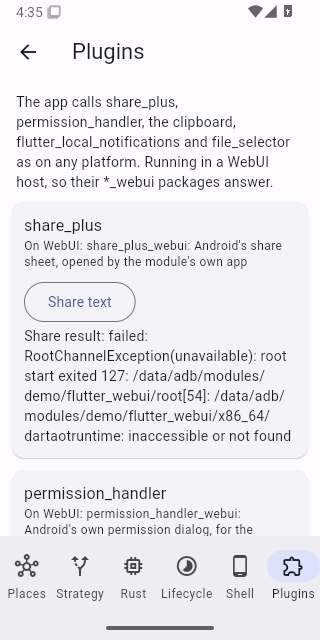 4:35
Plugins
The app calls share_plus,
permission_handler, the clipboard,
flutter_local_notifications and file_selector
as on any platform. Running in a WebUI
host, so their *_webui packages answer.
share_plus
On WebUI: share_plus_webui: Android's share
sheet, opened by the module's own app
Share text
Share result: failed:
RootChannelException(unavailable): root
start exited 127: /data/adb/modules/
demo/flutter_webui/root[54]: /data/adb/
modules/demo/flutter_webui/x86_64/
dartaotruntime: inaccessible or not found
permission_handler
On WebUI: permission_handler_webui:
Android's own permission dialog, for the
Places Strategy Rust Lifecycle Shell Plugins